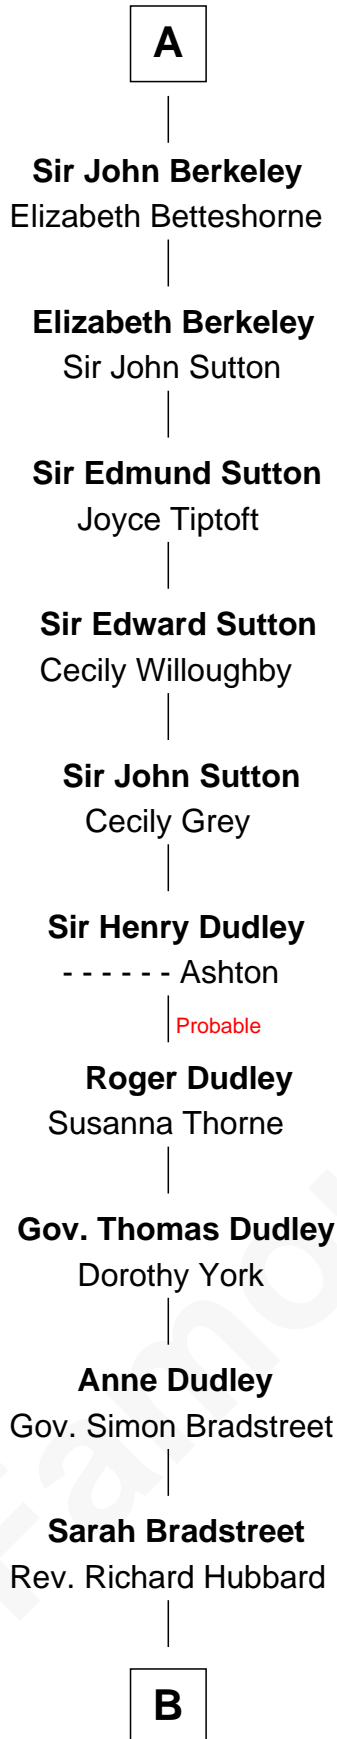 A
Sir John Berkeley
Elizabeth Betteshorne
Elizabeth Berkeley
Sir John Sutton
Sir Edmund Sutton
Joyce Tiptoft
Sir Edward Sutton
Cecily Willoughby
Sir John Sutton
Cecily Grey
Sir Henry Dudley
- - - - - - Ashton
Probable
Roger Dudley
Susanna Thorne
Gov. Thomas Dudley
Dorothy York
Anne Dudley
Gov. Simon Bradstreet
Sarah Bradstreet
Rev. Richard Hubbard
B